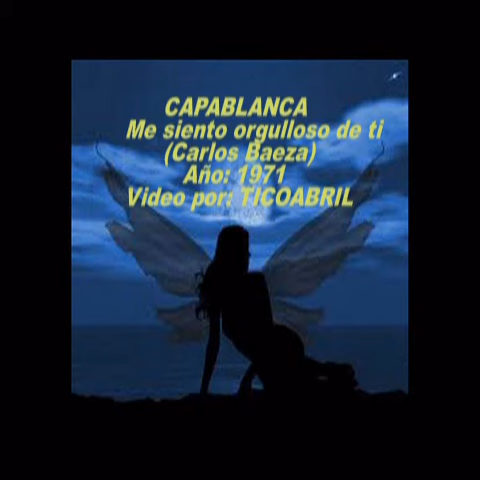 CAPABLANCA
Me siento orgulloso de ti
(Carlos Baeza)
Año: 1971
Video por: TICOABRIL